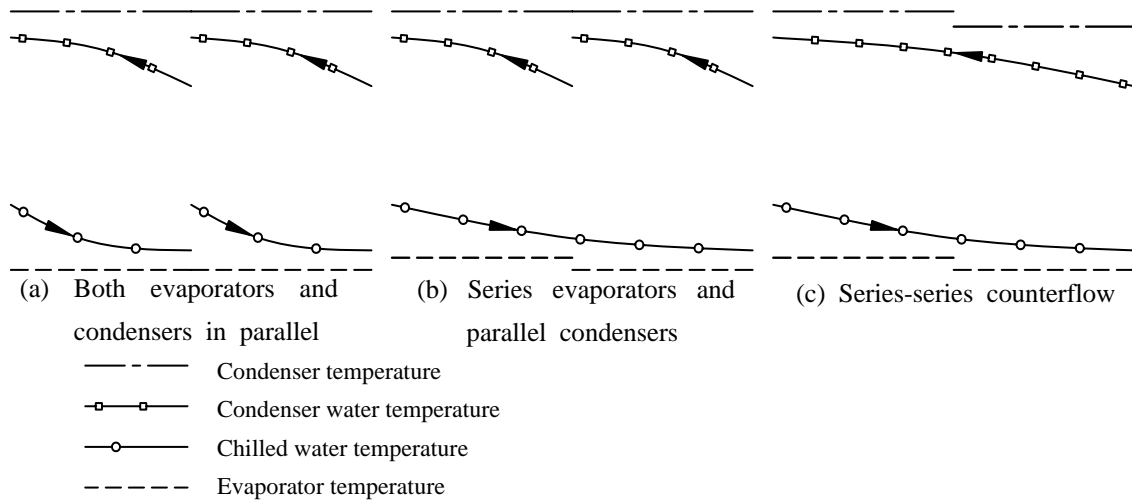 (a) Both evaporators and
condensers in parallel
(b) Series evaporators and
parallel condensers
(c) Series-series counterflow
Condenser temperature
Condenser water temperature
Chilled water temperature
Evaporator temperature